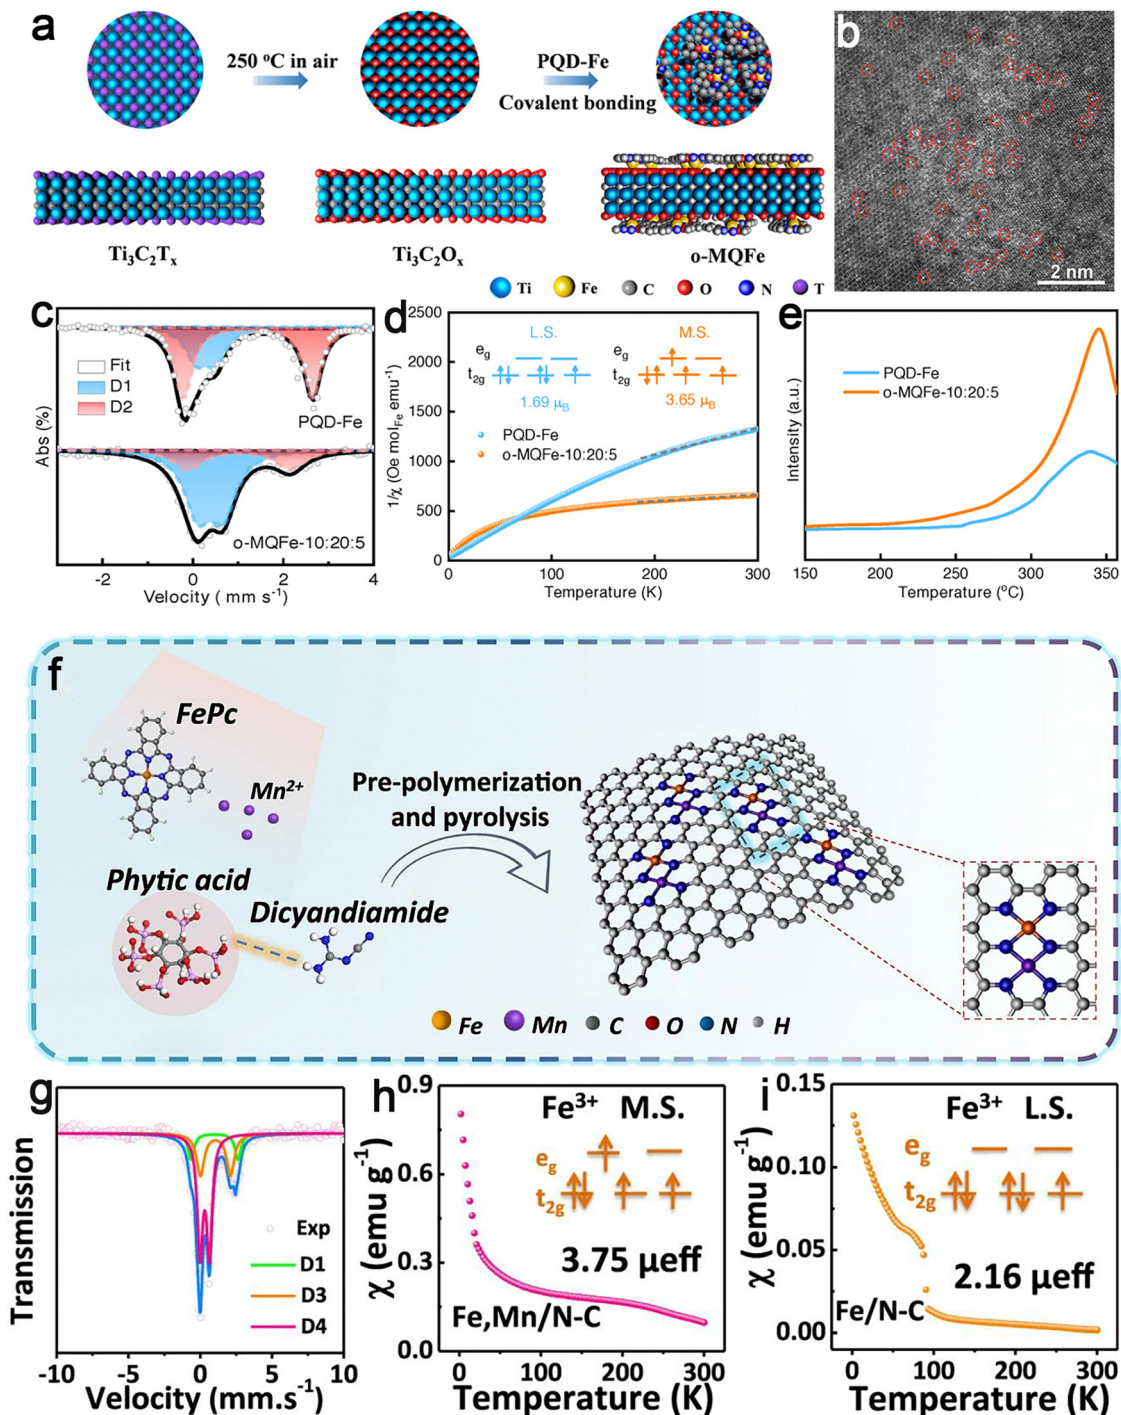 a
250 °C in air
PQD-Fe
Covalent bonding
Ti3C2Tx
Ti3C2Ox
o-MQFe
Ti Fe C O N T
b
2 nm
c
Fit
D1
D2
PQD-Fe
o-MQFe-10:20:5
Abs (%)
-2 0 2 4
Velocity ( mm s-1)
d
2500
2000
1500
1000
500
0
1/χ (Oe molFe emu-1)
L.S.
M.S.
eg
t2g
eg
t2g
1.69 μB
3.65 μB
PQD-Fe
o-MQFe-10:20:5
0 100 200 300
Temperature (K)
e
PQD-Fe
o-MQFe-10:20:5
Intensity (a.u.)
150 200 250 300 350
Temperature (°C)
f
FePc
Mn2+
Phytic acid
Dicyandiamide
Pre-polymerization
and pyrolysis
Fe Mn C O N H
g
Transmission
Exp
D1
D3
D4
-10 -5 0 5 10
Velocity (mm.s-1)
h
0.9
0.6
0.3
0.0
χ (emu g-1)
Fe3+ M.S.
eg
t2g
3.75 μeff
Fe,Mn/N-C
0 100 200 300
Temperature (K)
i
0.15
0.10
0.05
0.00
χ (emu g-1)
Fe3+ L.S.
eg
t2g
2.16 μeff
Fe/N-C
0 100 200 300
Temperature (K)